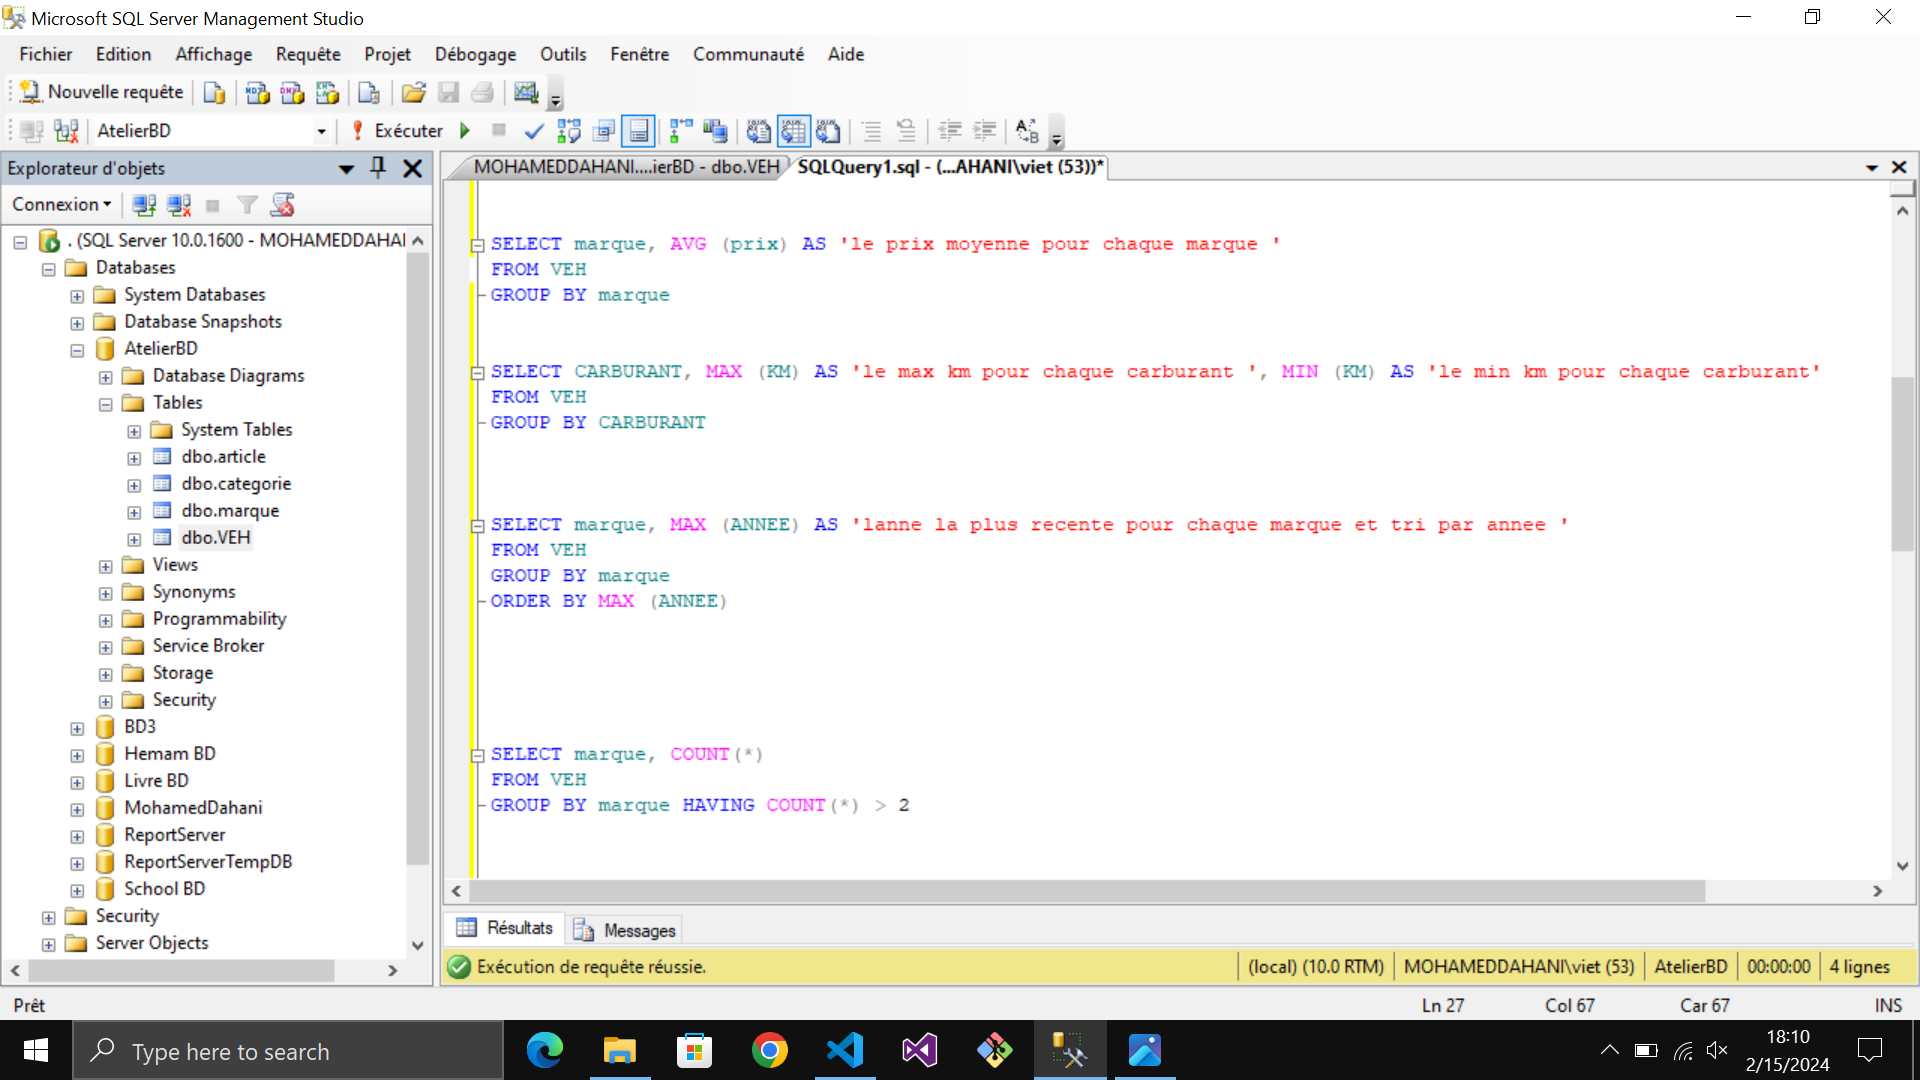 Microsoft SQL Server Management Studio
Fichier Edition Affichage Requête Projet Débogage Outils Fenêtre Communauté Aide
Nouvelle requête
AtelierBD Exécuter
Explorateur d'objets
Connexion
. (SQL Server 10.0.1600 - MOHAMEDDAHAI
Databases
System Databases
Database Snapshots
AtelierBD
Database Diagrams
Tables
System Tables
dbo.article
dbo.categorie
dbo.marque
dbo.VEH
Views
Synonyms
Programmability
Service Broker
Storage
Security
BD3
Hemam BD
Livre BD
MohamedDahani
ReportServer
ReportServerTempDB
School BD
Security
Server Objects
MOHAMEDDAHANI....ierBD - dbo.VEH SQLQuery1.sql - (...AHANI\viet (53))*
SELECT marque, AVG (prix) AS 'le prix moyenne pour chaque marque '
FROM VEH
GROUP BY marque
SELECT CARBURANT, MAX (KM) AS 'le max km pour chaque carburant ', MIN (KM) AS 'le min km pour chaque carburant'
FROM VEH
GROUP BY CARBURANT
SELECT marque, MAX (ANNEE) AS 'lanne la plus recente pour chaque marque et tri par annee '
FROM VEH
GROUP BY marque
ORDER BY MAX (ANNEE)
SELECT marque, COUNT(*)
FROM VEH
GROUP BY marque HAVING COUNT(*) > 2
Résultats Messages
Exécution de requête réussie. (local) (10.0 RTM) MOHAMEDDAHANI\viet (53) AtelierBD 00:00:00 4 lignes
Prêt Ln 27 Col 67 Car 67 INS
Type here to search
18:10
2/15/2024